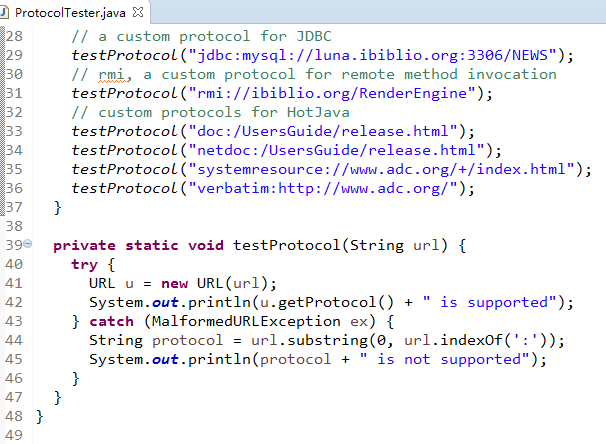 ProtocolTester.java
28 // a custom protocol for JDBC
29 testProtocol("jdbc:mysql://luna.ibiblio.org:3306/NEWS");
30 // rmi, a custom protocol for remote method invocation
31 testProtocol("rmi://ibiblio.org/RenderEngine");
32 // custom protocols for HotJava
33 testProtocol("doc:/UsersGuide/release.html");
34 testProtocol("netdoc:/UsersGuide/release.html");
35 testProtocol("systemresource://www.adc.org/+/index.html");
36 testProtocol("verbatim:http://www.adc.org/");
37 }
38
39 private static void testProtocol(String url) {
40 try {
41 URL u = new URL(url);
42 System.out.println(u.getProtocol() + " is supported");
43 } catch (MalformedURLException ex) {
44 String protocol = url.substring(0, url.indexOf(':'));
45 System.out.println(protocol + " is not supported");
46 }
47 }
48 }
49